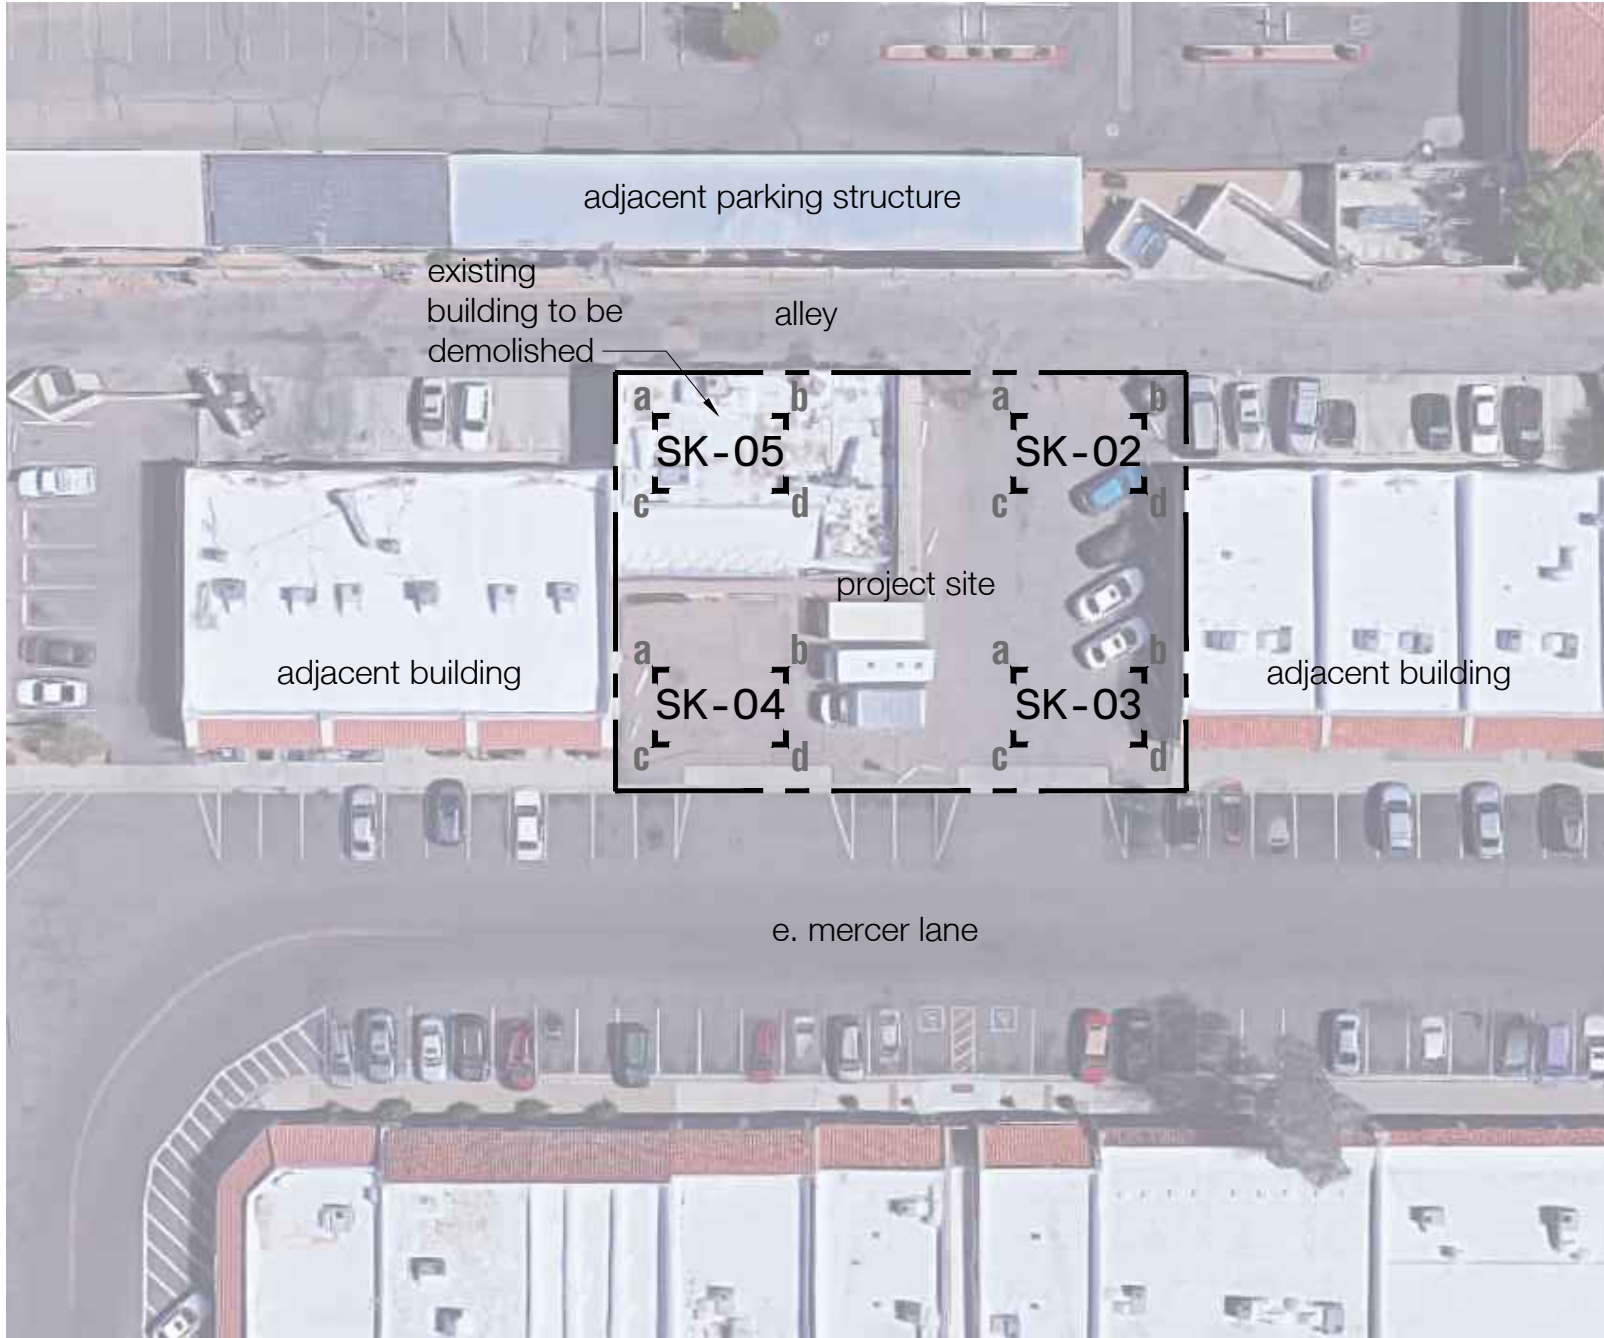 adjacent parking structure
existing
building to be
demolished
alley
a b a b
SK-05 SK-02
c d c d
project site
a b a b
adjacent building SK-04 SK-03 adjacent building
c d c d
e. mercer lane